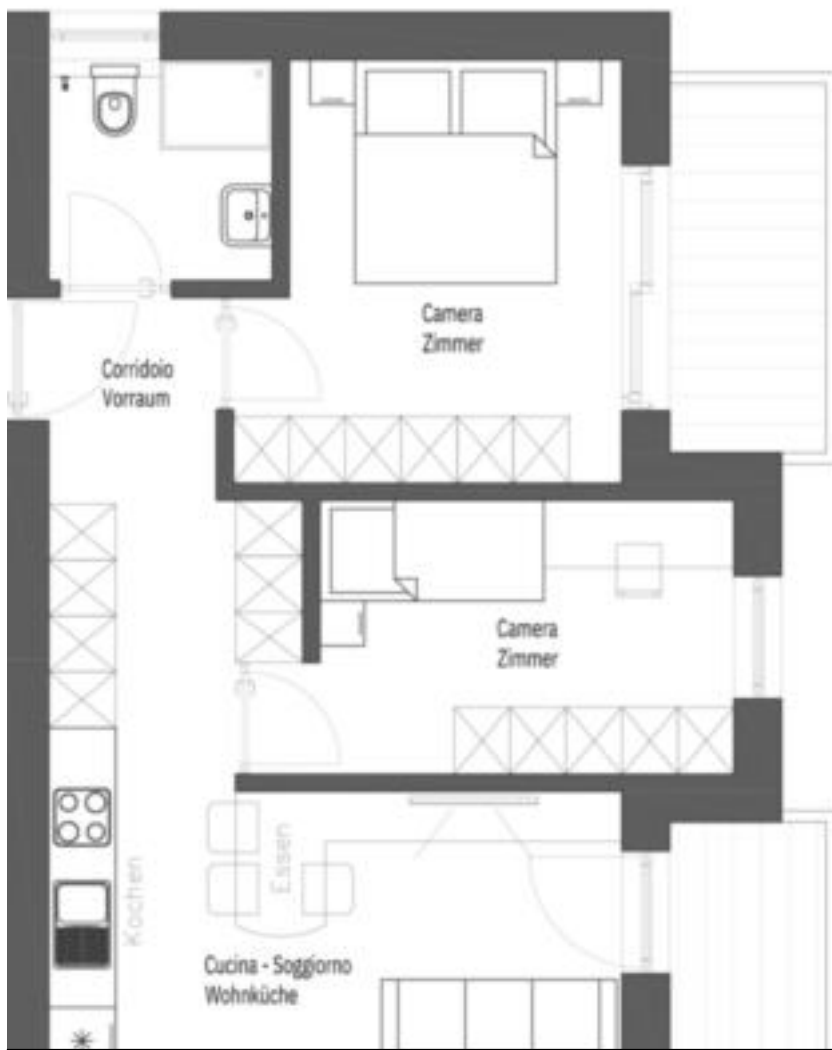 Camera
Zimmer
Corridoio
Vorraum
Camera
Zimmer
Kochen
Essen
Cucina - Soggiorno
Wohnküche